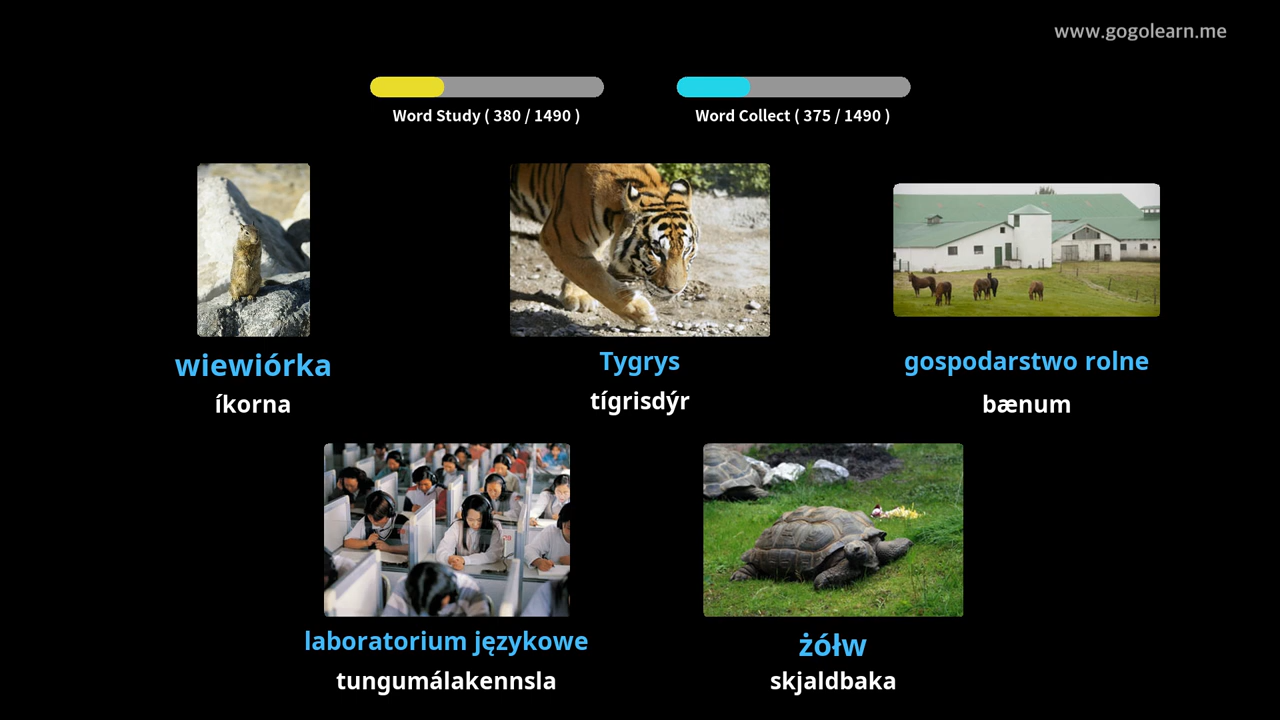 www.gogolearn.me
Word Study ( 380 / 1490 )
Word Collect ( 375 / 1490 )
wiewiórka
íkorna
Tygrys
tígrisdýr
gospodarstwo rolne
bænum
laboratorium językowe
tungumálakennsla
żółw
skjaldbaka